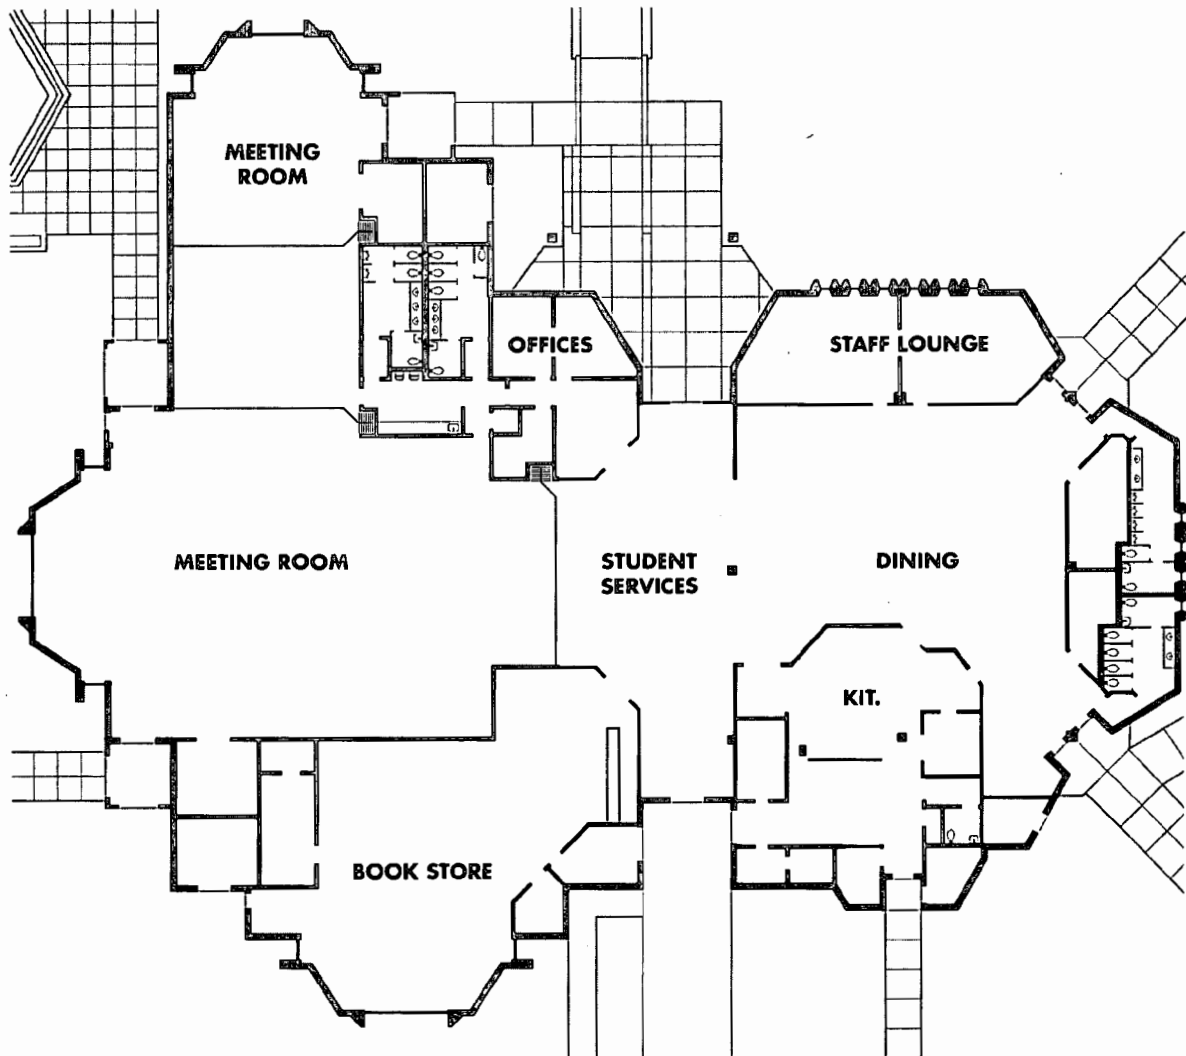 MEETING
ROOM
OFFICES
STAFF LOUNGE
MEETING ROOM
STUDENT
SERVICES
DINING
KIT.
BOOK STORE